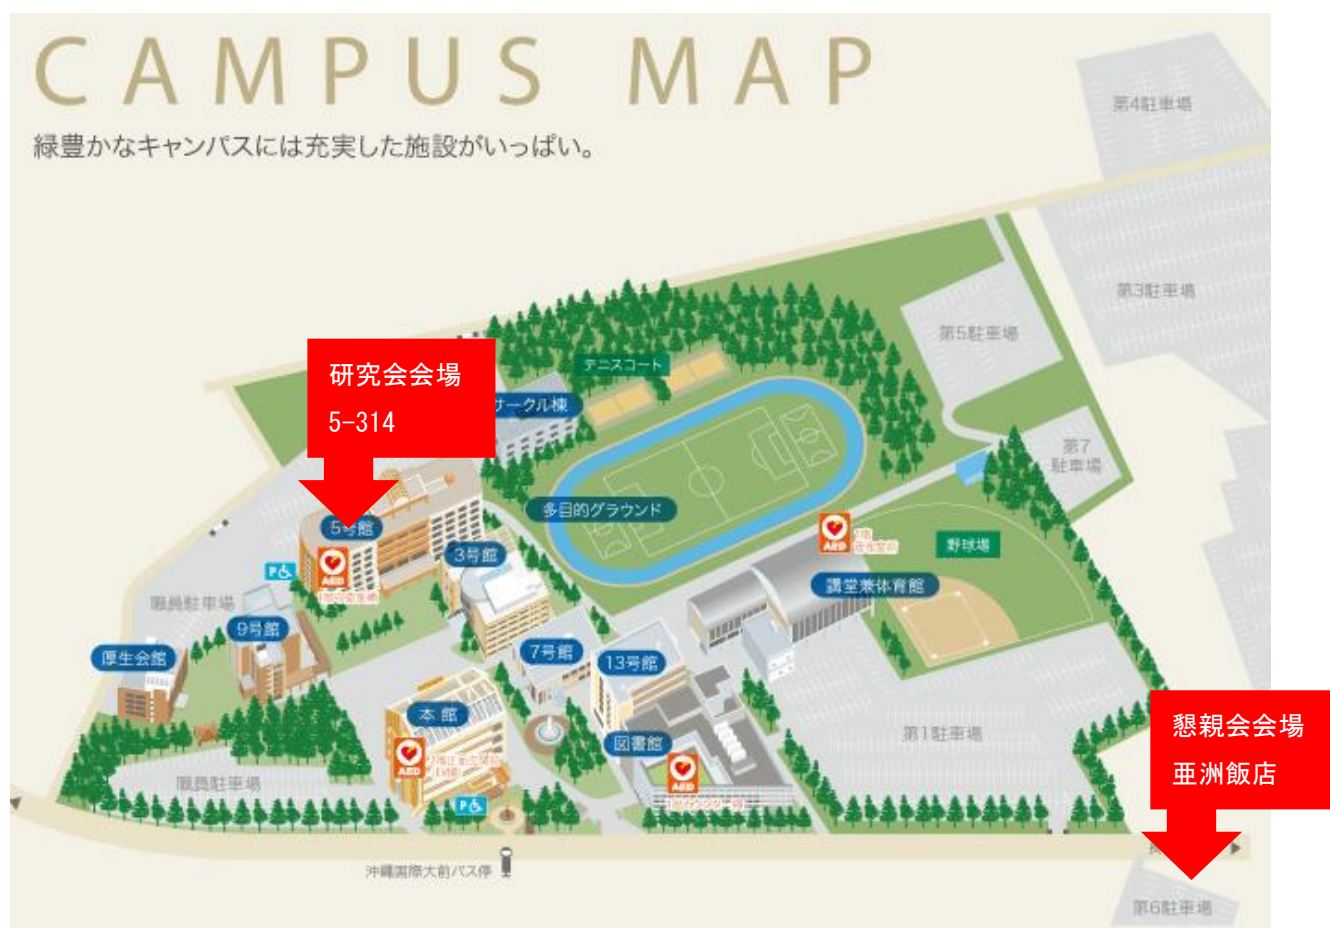 CAMPUS MAP
緑豊かなキャンパスには充実した施設がいっぱい。
第4駐車場
第3駐車場
第5駐車場
テニスコート
研究会会場
5-314
サークル棟
第7
駐車場
多目的グラウンド
5号館
3号館
AED
野球場
講堂兼体育館
P
AED
職員駐車場
9号館
厚生会館
7号館
13号館
本館
図書館
第1駐車場
懇親会会場
亜洲飯店
AED
AED
職員駐車場
P
沖縄国際大前バス停
第6駐車場